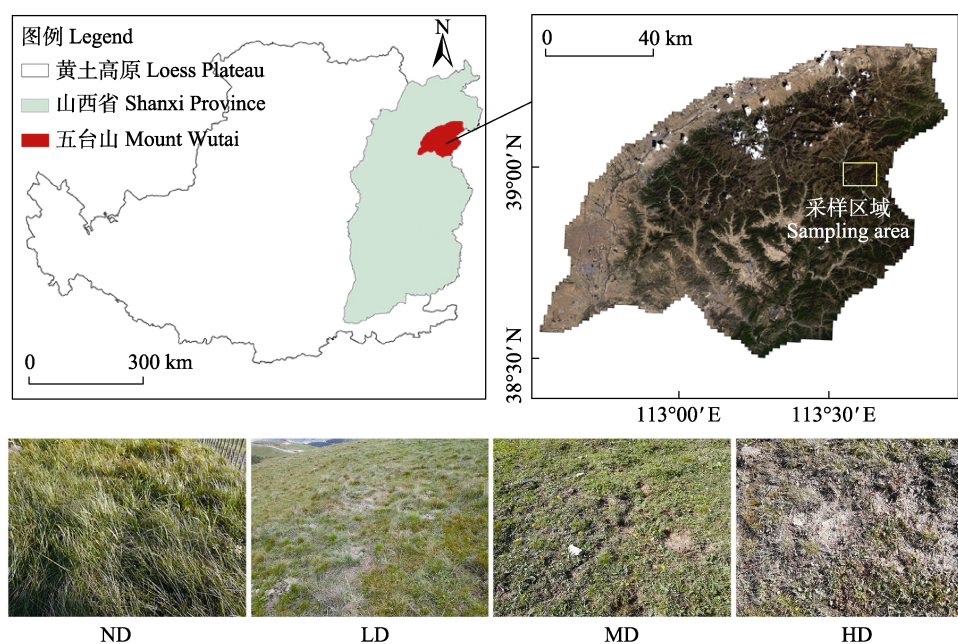 图例 Legend
黄土高原 Loess Plateau
山西省 Shanxi Province
五台山 Mount Wutai
N
0 300 km
0 40 km
39°00′ N
38°30′ N
采样区域
Sampling area
113°00′ E 113°30′ E
ND LD MD HD